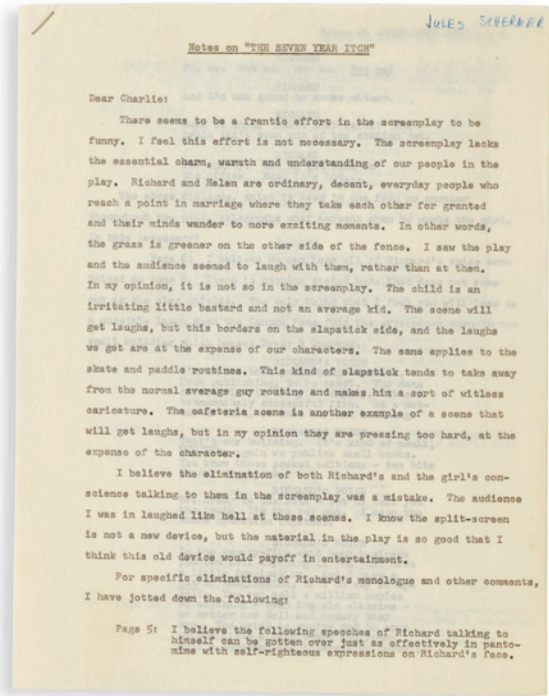 JULES SCHERMER
Notes on "THE SEVEN YEAR ITCH"
Dear Charlie:
There seems to be a frantic effort in the screenplay to be
funny. I feel this effort is not necessary. The screenplay lacks
the essential charm, warmth and understanding of our people in the
play. Richard and Helen are ordinary, decent, everyday people who
reach a point in marriage where they take each other for granted
and their minds wander to more exciting moments. In other words,
the grass is greener on the other side of the fence. I saw the play
and the audience seemed to laugh with them, rather than at them.
In my opinion, it is not so in the screenplay. The child is an
irritating little bastard and not an average kid. The scene will
get laughs, but this borders on the slapstick side, and the laughs
we get are at the expense of our characters. The same applies to the
skate and paddle routines. This kind of slapstick tends to take away
from the normal average guy routine and makes him a sort of witless
caricature. The cafeteria scene is another example of a scene that
will get laughs, but in my opinion they are pressing too hard, at the
expense of the character.
I believe the elimination of both Richard's and the girl's con-
science talking to them in the screenplay was a mistake. The audience
I was in laughed like hell at these scenes. I know the split-screen
is not a new device, but the material in the play is so good that I
think this old device would payoff in entertainment.
For specific eliminations of Richard's monologue and other comments,
I have jotted down the following:
Page 5: I believe the following speeches of Richard talking to
himself can be gotten over just as effectively in panto-
mime with self-righteous expressions on Richard's face.